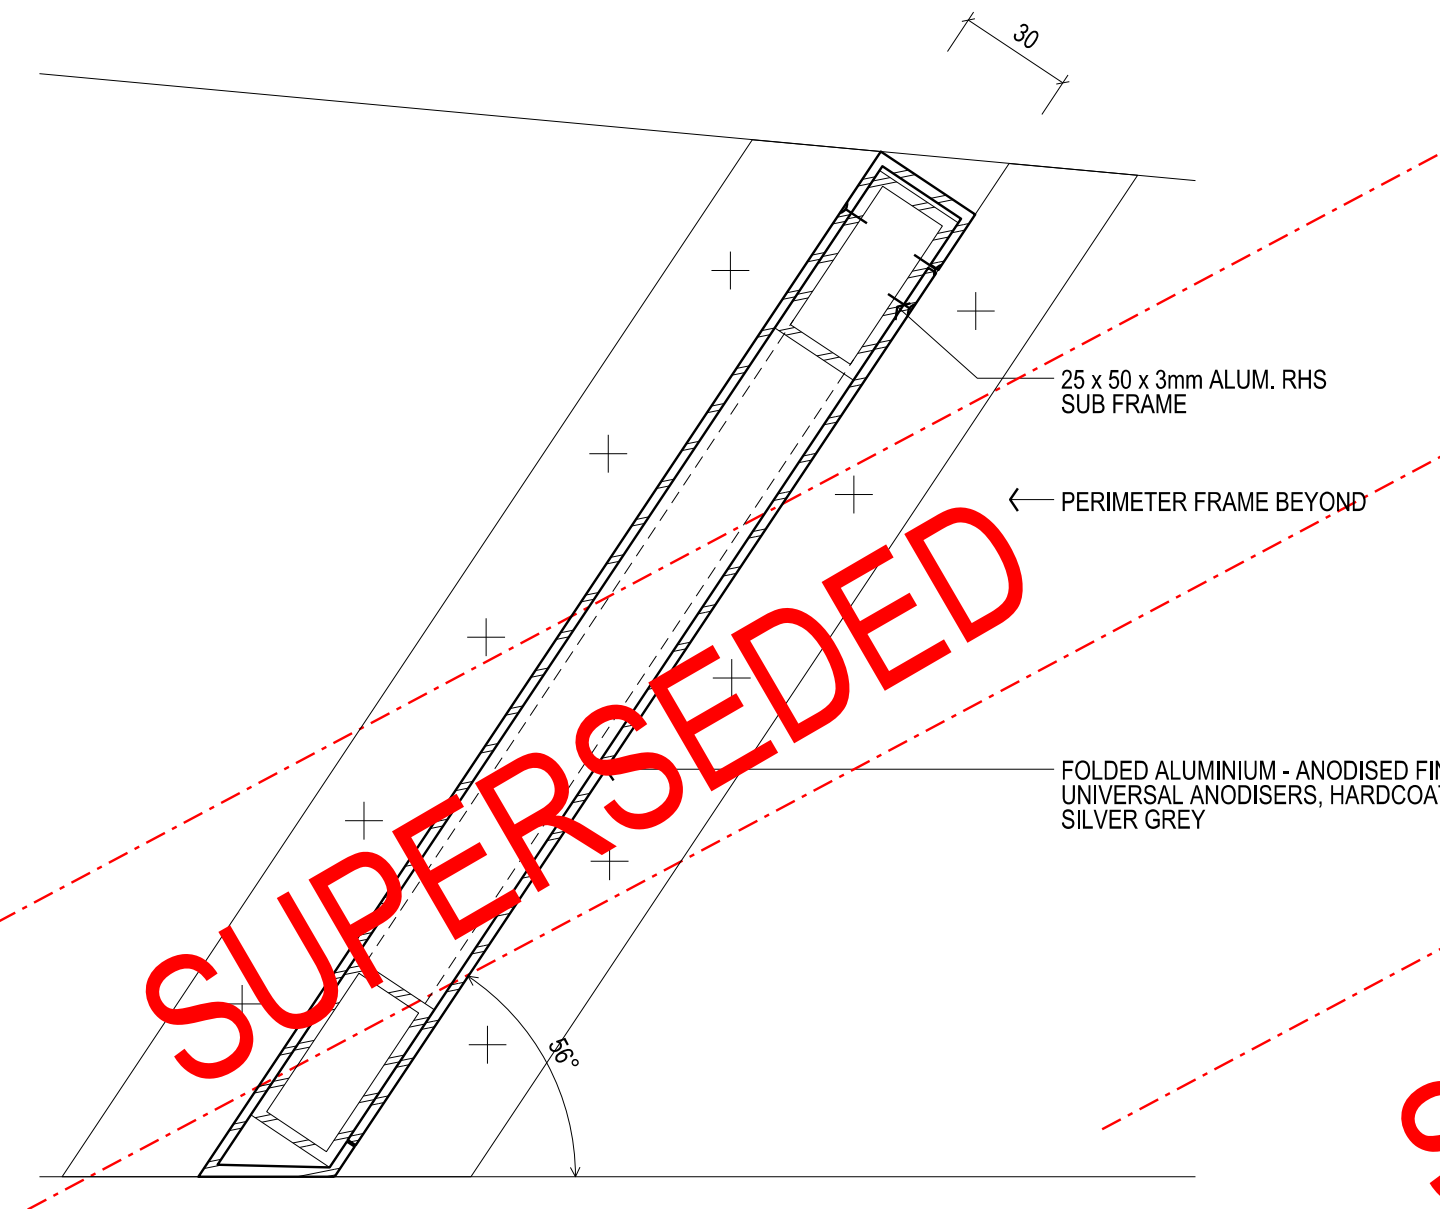 30
25 x 50 x 3mm ALUM. RHS
SUB FRAME
PERIMETER FRAME BEYOND
SUPERSEDED
FOLDED ALUMINIUM - ANODISED
UNIVERSAL ANODISERS,
SILVER GREY
56°